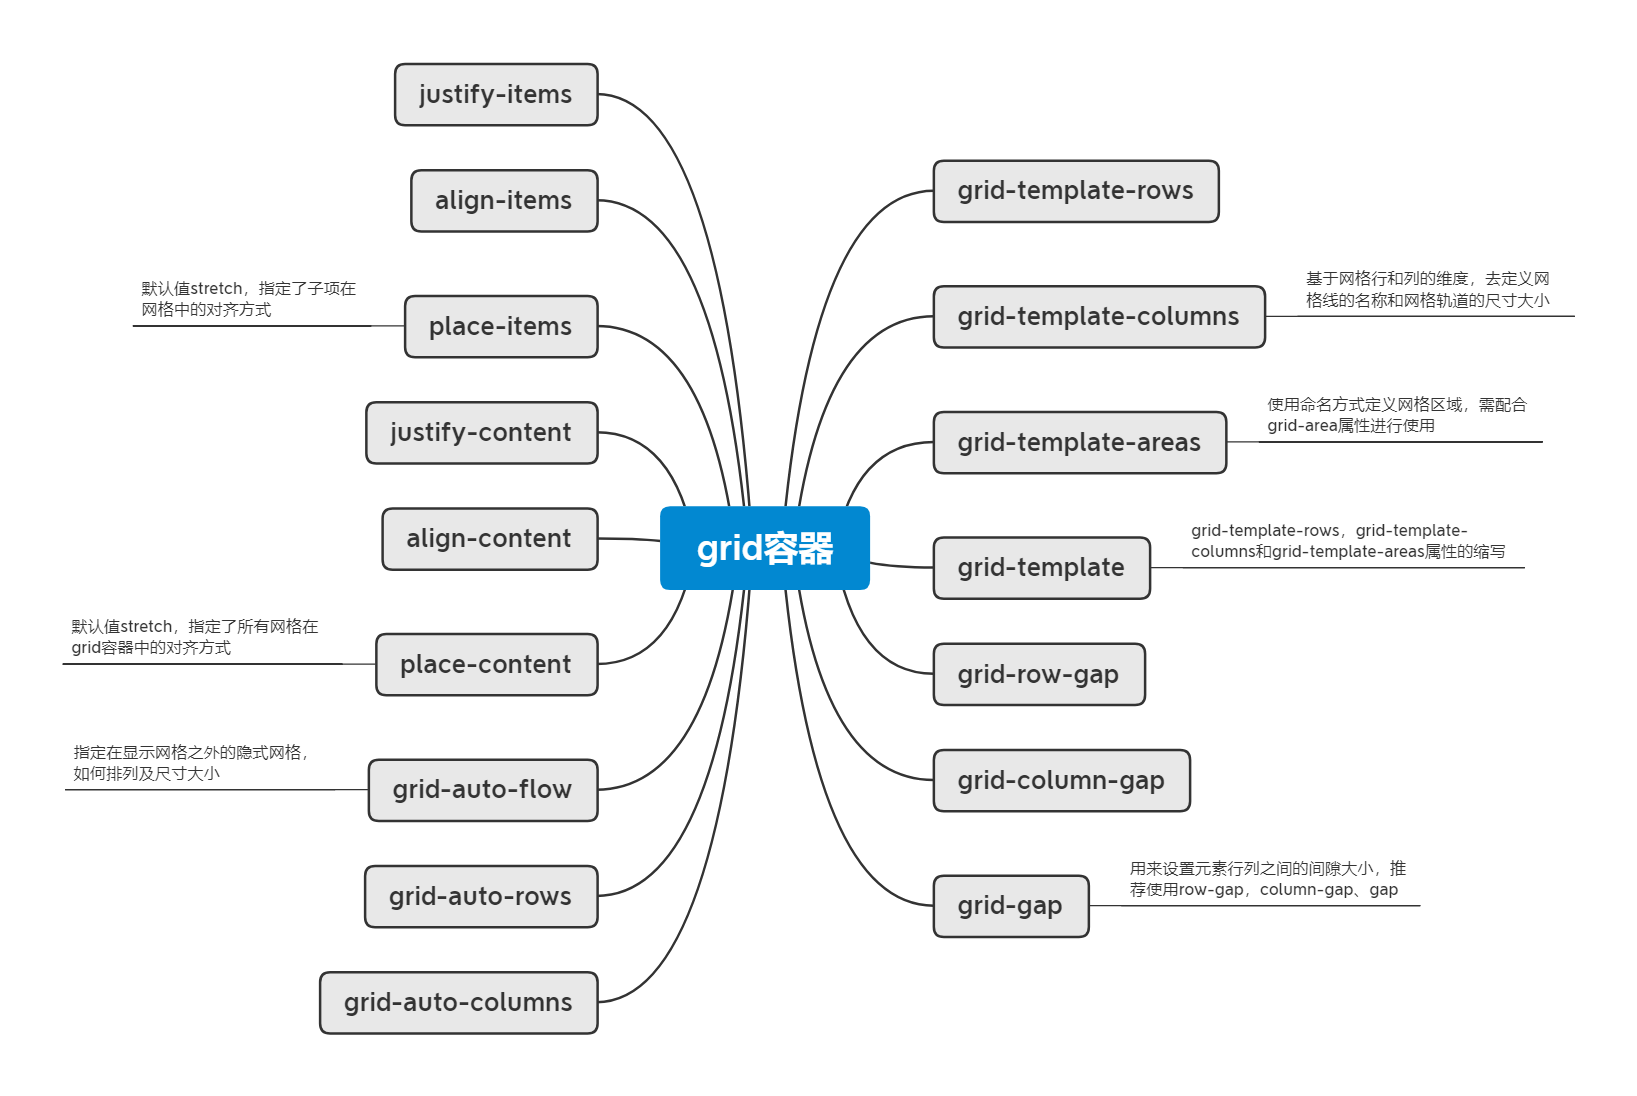 grid容器
grid-template-rows
grid-template-columns
基于网格行和列的维度，去定义网
格线的名称和网格轨道的尺寸大小
grid-template-areas
使用命名方式定义网格区域，需配合
grid-area属性进行使用
grid-template
grid-template-rows，grid-template-
columns和grid-template-areas属性的缩写
grid-row-gap
grid-column-gap
grid-gap
用来设置元素行列之间的间隙大小，推
荐使用row-gap，column-gap、gap
justify-items
align-items
place-items
默认值stretch，指定了子项在
网格中的对齐方式
justify-content
align-content
place-content
默认值stretch，指定了所有网格在
grid容器中的对齐方式
grid-auto-flow
指定在显示网格之外的隐式网格，
如何排列及尺寸大小
grid-auto-rows
grid-auto-columns